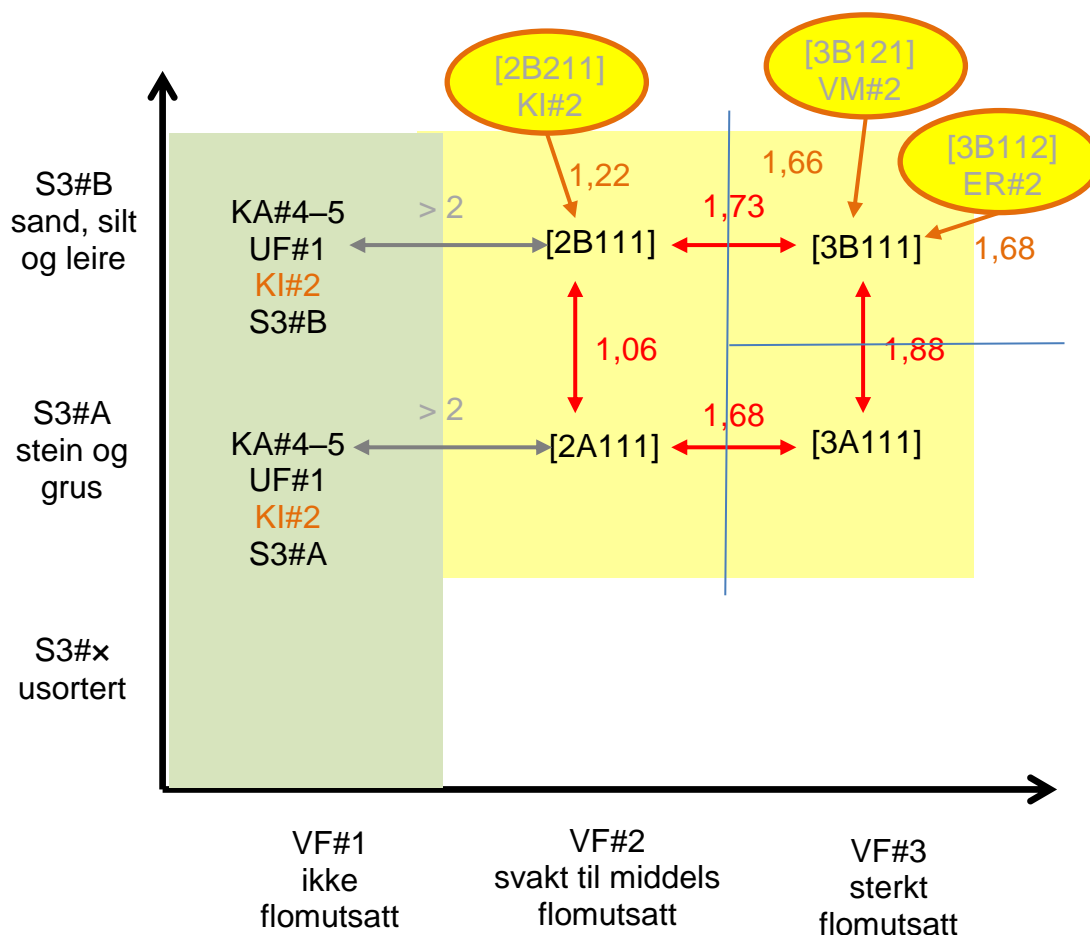 [2B211]
KI#2
[3B121]
VM#2
[3B112]
ER#2
S3#B
sand, silt
og leire
KA#4–5
UF#1
KI#2
S3#B
> 2
1,22
[2B111]
1,73
1,66
[3B111]
1,68
1,06
1,88
S3#A
stein og
grus
KA#4–5
UF#1
KI#2
S3#A
> 2
[2A111]
1,68
[3A111]
S3#×
usortert
VF#1
ikke
flomutsatt
VF#2
svakt til middels
flomutsatt
VF#3
sterkt
flomutsatt